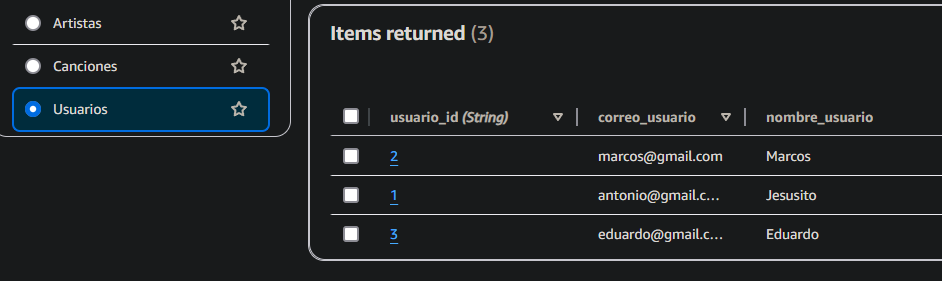 Artistas
Canciones
Usuarios
Items returned (3)
usuario_id (String) correo_usuario nombre_usuario
2 marcos@gmail.com Marcos
1 antonio@gmail.c... Jesusito
3 eduardo@gmail.c... Eduardo